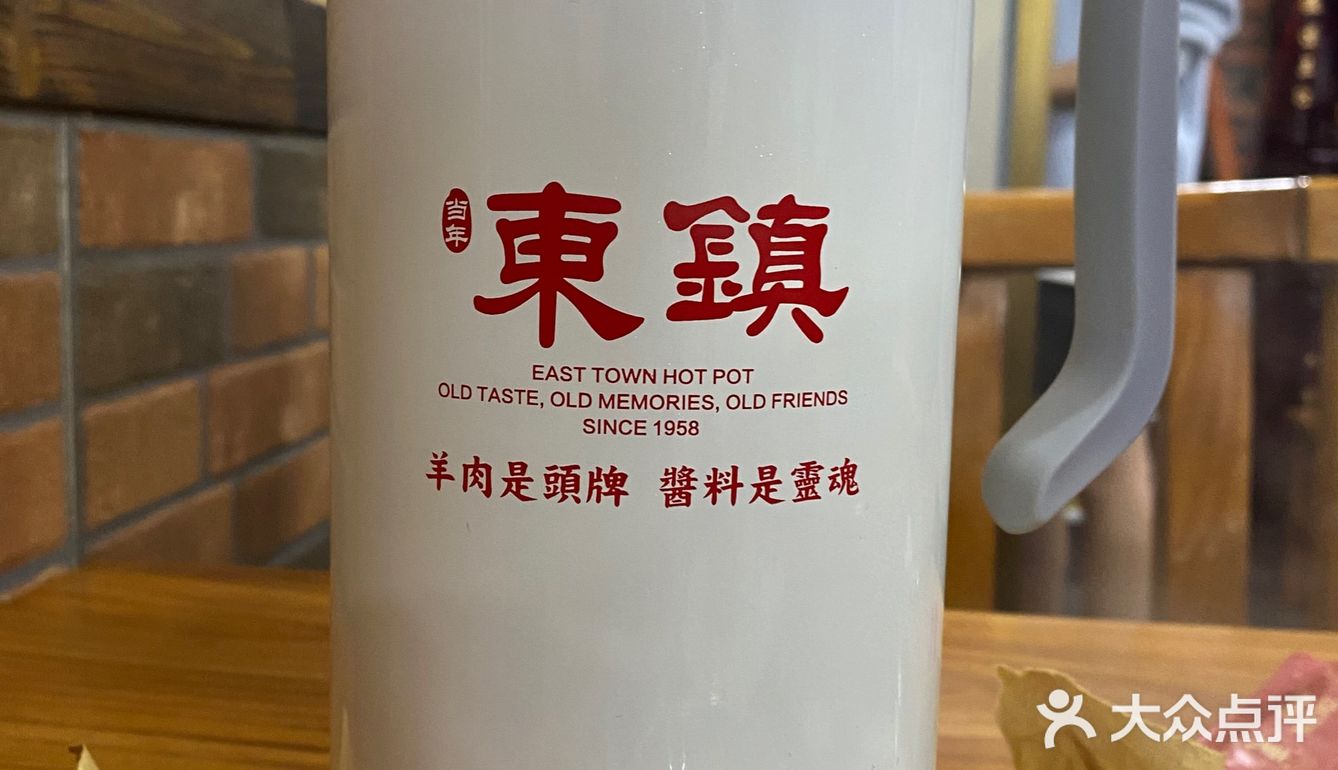 当年
東鎮
EAST TOWN HOT POT
OLD TASTE, OLD MEMORIES, OLD FRIENDS
SINCE 1958
羊肉是頭牌 醬料是靈魂
大众点评